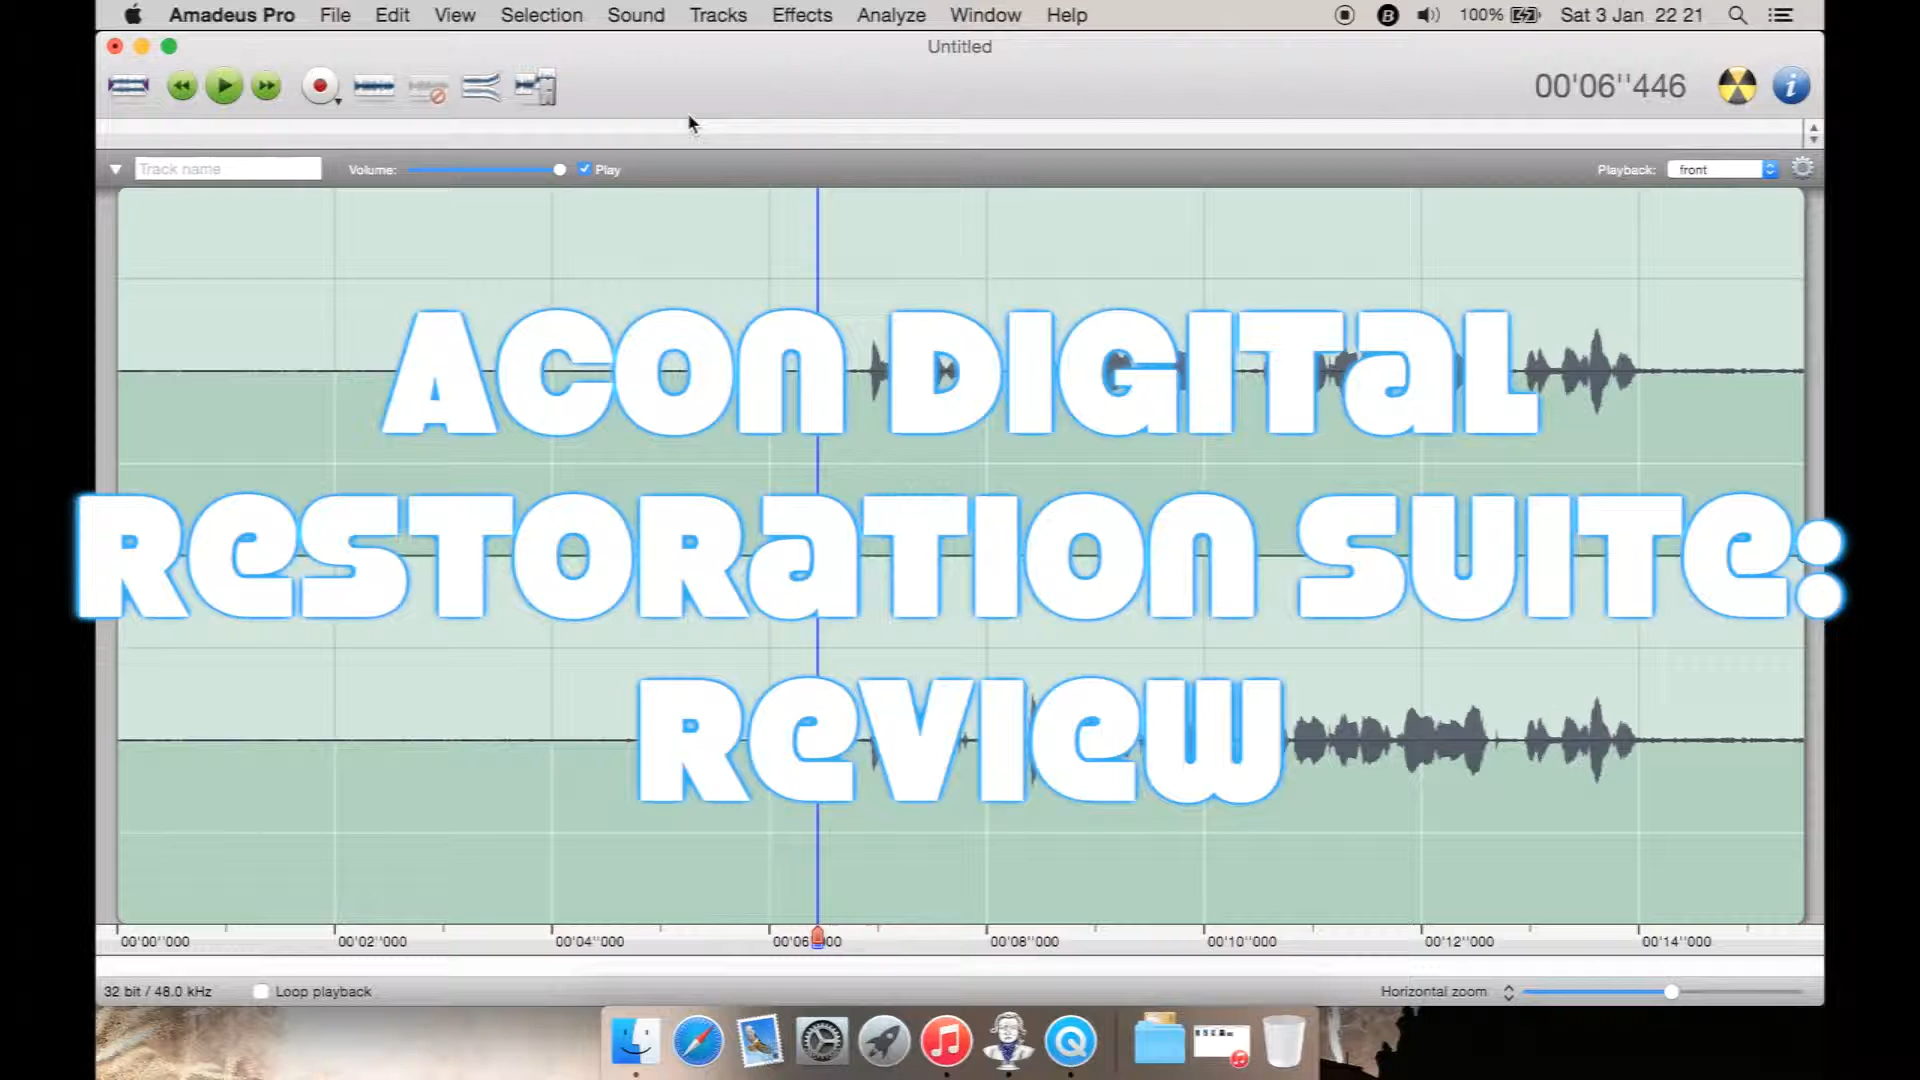 Amadeus Pro File Edit View Selection Sound Tracks Effects Analyze Window Help 100% Sat 3 Jan 22 21
Untitled
00'06''446
Track name Volume: Play Playback: front
ACON DIGITAL
RESTORATION SUITE:
REVIEW
00'00''000 00'02''000 00'04''000 00'06 000 00'08''000 00'10''000 00'12''000 00'14''000
32 bit / 48.0 kHz Loop playback Horizontal zoom